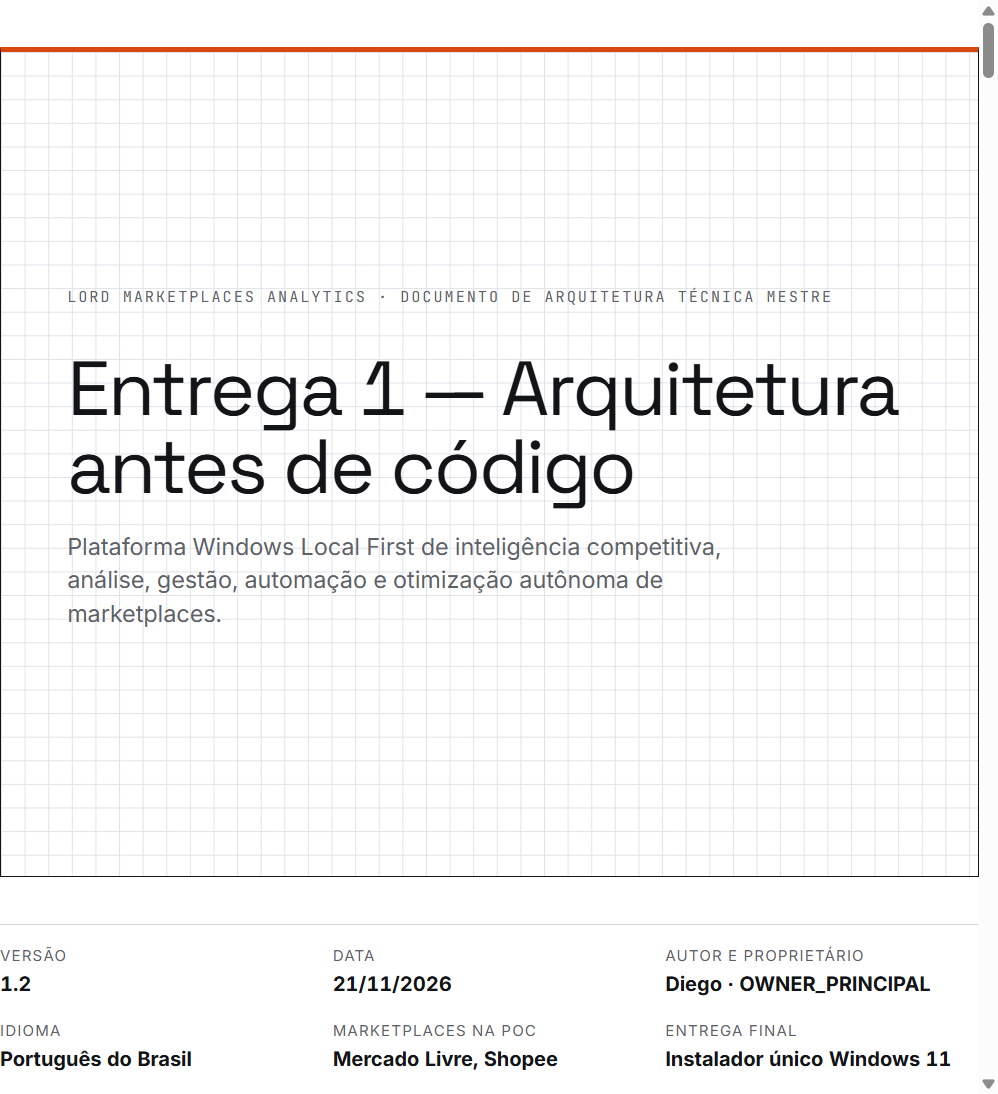 LORD MARKETPLACES ANALYTICS · DOCUMENTO DE ARQUITETURA TÉCNICA MESTRE
Entrega 1 — Arquitetura
antes de código
Plataforma Windows Local First de inteligência competitiva,
análise, gestão, automação e otimização autônoma de
marketplaces.
VERSÃO
1.2
DATA
21/11/2026
AUTOR E PROPRIETÁRIO
Diego · OWNER_PRINCIPAL
IDIOMA
Português do Brasil
MARKETPLACES NA POC
Mercado Livre, Shopee
ENTREGA FINAL
Instalador único Windows 11